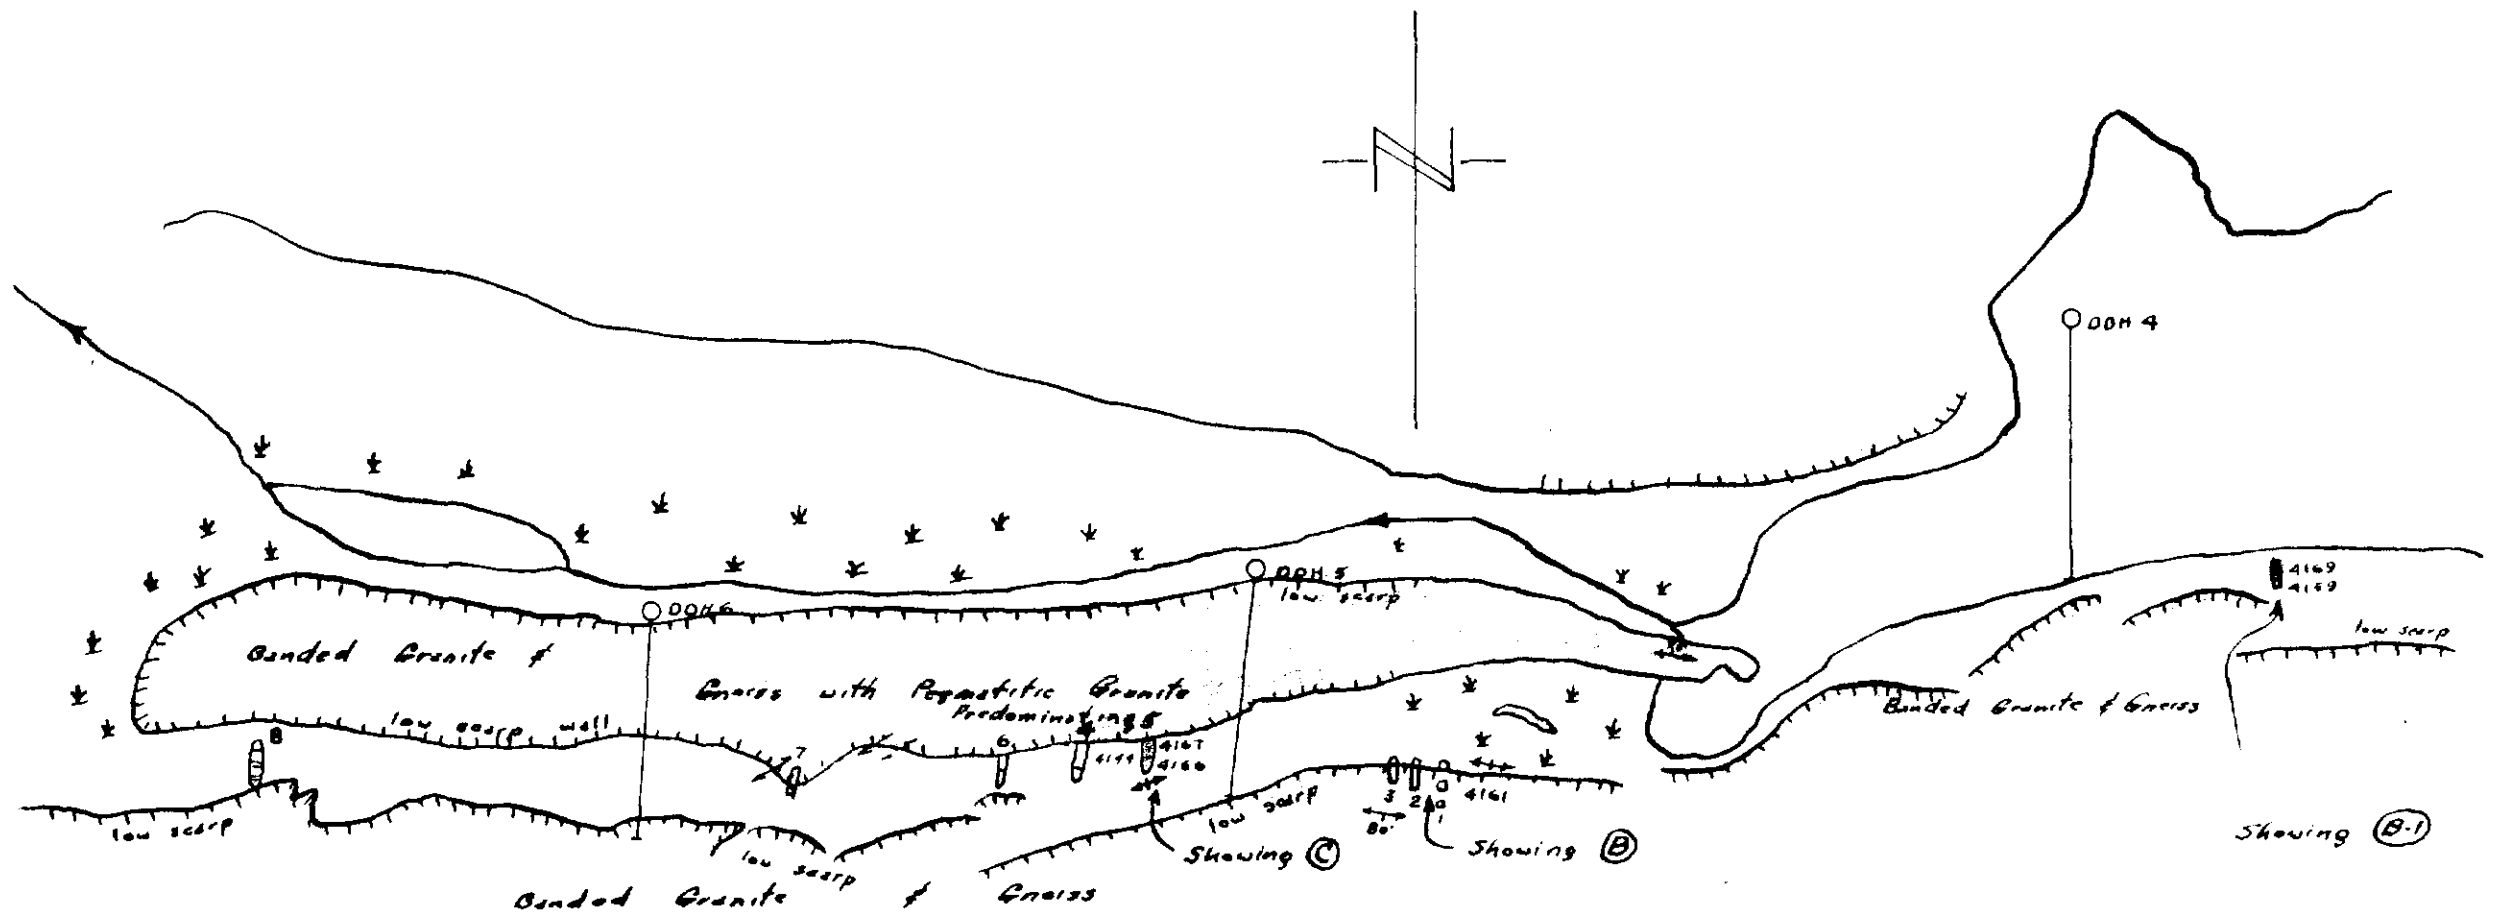 N
DDH 4
4169
4159
DDH 5
low scarp
DDH 6
low scarp
Banded Granite &
Gneiss with Pegmatitic Granite
Predominating
Banded Granite & Gneiss
low scarp wall
8
7
6
5
4144
4167
4166
3
2
1
4161
80°
low scarp
low scarp
low scarp
Showing C
Showing B
Showing B-1
Banded Granite & Gneiss